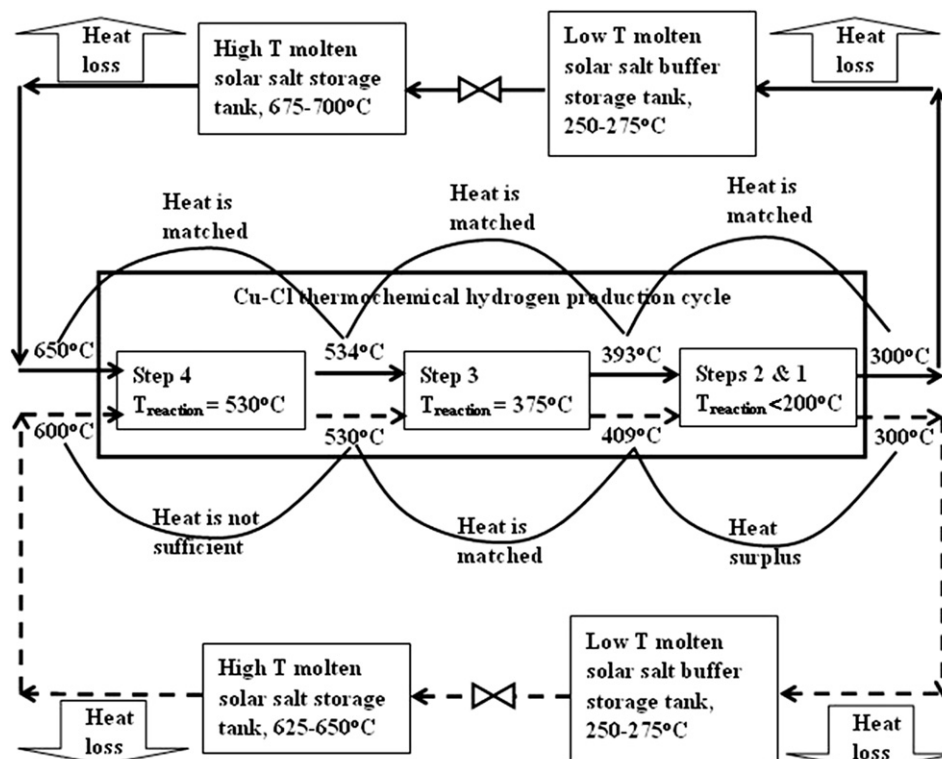 Heat
loss
High T molten
solar salt storage
tank, 675-700°C
Low T molten
solar salt buffer
storage tank,
250-275°C
Heat
loss
Heat is
matched
Heat is
matched
Heat is
matched
Cu-Cl thermochemical hydrogen production cycle
650°C
534°C
393°C
300°C
Step 4
T reaction = 530°C
Step 3
T reaction = 375°C
Steps 2 & 1
T reaction <200°C
600°C
530°C
409°C
300°C
Heat is not
sufficient
Heat is
matched
Heat
surplus
High T molten
solar salt storage
tank, 625-650°C
Low T molten
solar salt buffer
storage tank,
250-275°C
Heat
loss
Heat
loss